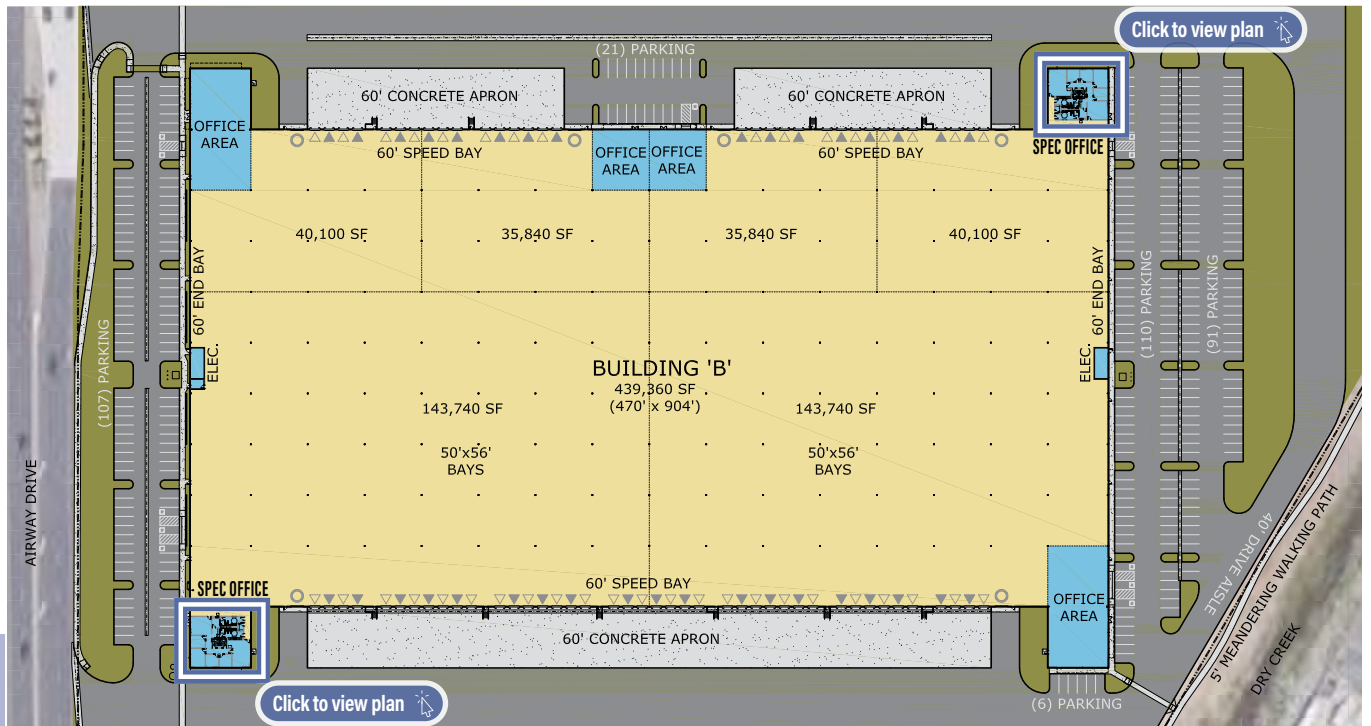 Click to view plan
(21) PARKING
60' CONCRETE APRON
60' CONCRETE APRON
OFFICE
AREA
60' SPEED BAY
OFFICE
AREA
OFFICE
AREA
60' SPEED BAY
SPEC OFFICE
40,100 SF
35,840 SF
35,840 SF
40,100 SF
60' END BAY
60' END BAY
(107) PARKING
(110) PARKING
(91) PARKING
ELEC.
ELEC.
BUILDING 'B'
439,360 SF
(470' x 904')
143,740 SF
143,740 SF
50'x56'
BAYS
50'x56'
BAYS
AIRWAY DRIVE
40' DRIVE AISLE
5' MEANDERING WALKING PATH
DRY CREEK
SPEC OFFICE
60' SPEED BAY
OFFICE
AREA
60' CONCRETE APRON
Click to view plan
(6) PARKING